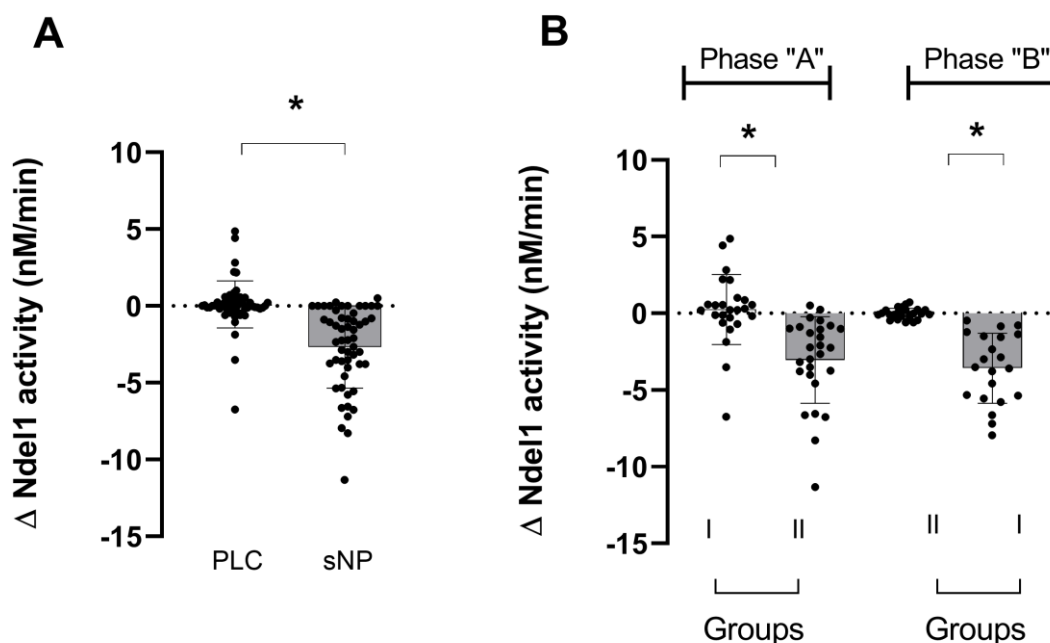 A
*
Δ Ndel1 activity (nM/min)
10
5
0
-5
-10
-15
PLC sNP
B
Phase "A" Phase "B"
* *
Δ Ndel1 activity (nM/min)
10
5
0
-5
-10
-15
I II II I
Groups Groups